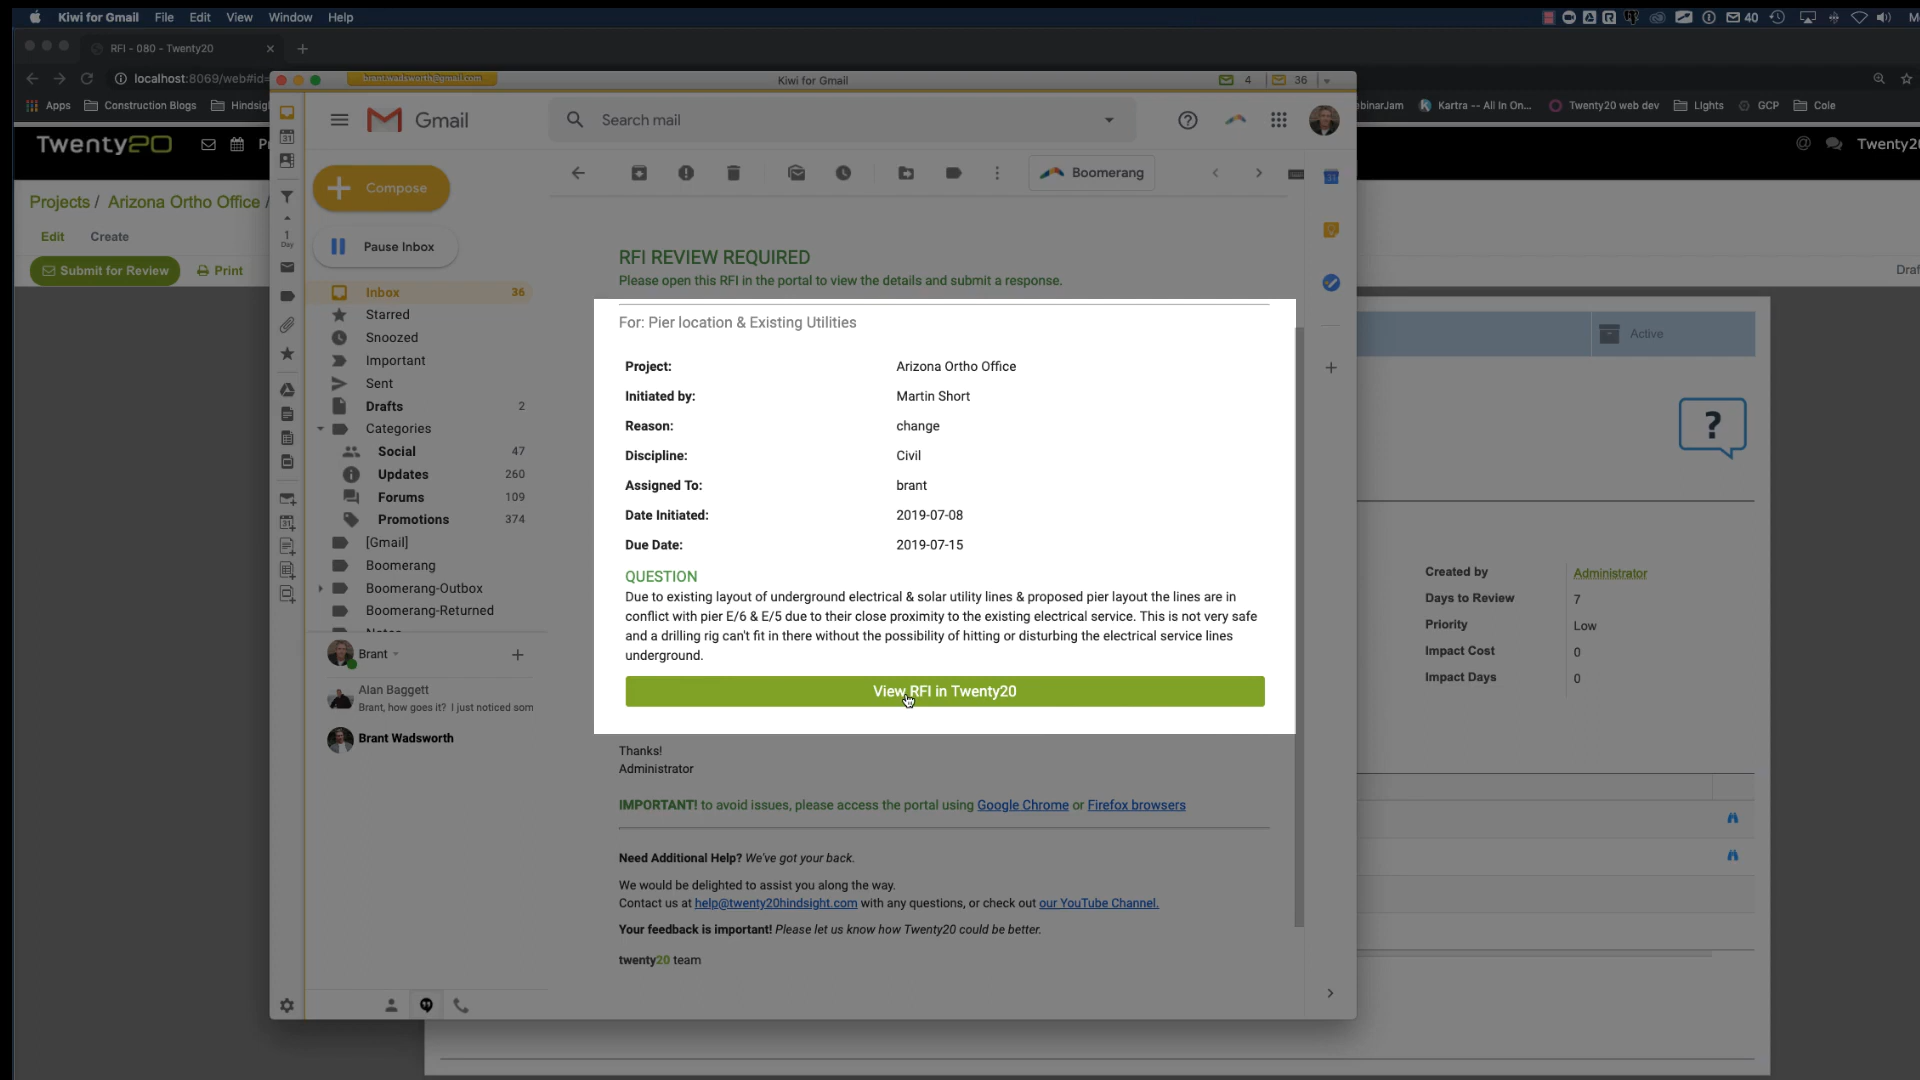 Kiwi for Gmail File Edit View Window Help
40
RFI - 080 - Twenty20
localhost:8069/web#id=
brant.wadsworth@gmail.com
Kiwi for Gmail
4
36
Apps Construction Blogs
ebinarJam Kartra -- All In On... Twenty20 web dev Lights GCP Cole
Twenty20
Gmail
Search mail
Projects / Arizona Ortho Office /
Edit Create
Submit for Review Print
Compose
Pause Inbox
Boomerang
1
Day
Inbox 36
Starred
Snoozed
Important
Sent
Drafts 2
Categories
Social 47
Updates 260
Forums 109
Promotions 374
[Gmail]
Boomerang
Boomerang-Outbox
Boomerang-Returned
Brant
Alan Baggett
Brant, how goes it? I just noticed som
Brant Wadsworth
RFI REVIEW REQUIRED
Please open this RFI in the portal to view the details and submit a response.
For: Pier location & Existing Utilities
Project: Arizona Ortho Office
Initiated by: Martin Short
Reason: change
Discipline: Civil
Assigned To: brant
Date Initiated: 2019-07-08
Due Date: 2019-07-15
QUESTION
Due to existing layout of underground electrical & solar utility lines & proposed pier layout the lines are in
conflict with pier E/6 & E/5 due to their close proximity to the existing electrical service. This is not very safe
and a drilling rig can't fit in there without the possibility of hitting or disturbing the electrical service lines
underground.
View RFI in Twenty20
Thanks!
Administrator
IMPORTANT! to avoid issues, please access the portal using Google Chrome or Firefox browsers
Need Additional Help? We've got your back.
We would be delighted to assist you along the way.
Contact us at help@twenty20hindsight.com with any questions, or check out our YouTube Channel.
Your feedback is important! Please let us know how Twenty20 could be better.
twenty20 team
Active
?
Created by Administrator
Days to Review 7
Priority Low
Impact Cost 0
Impact Days 0